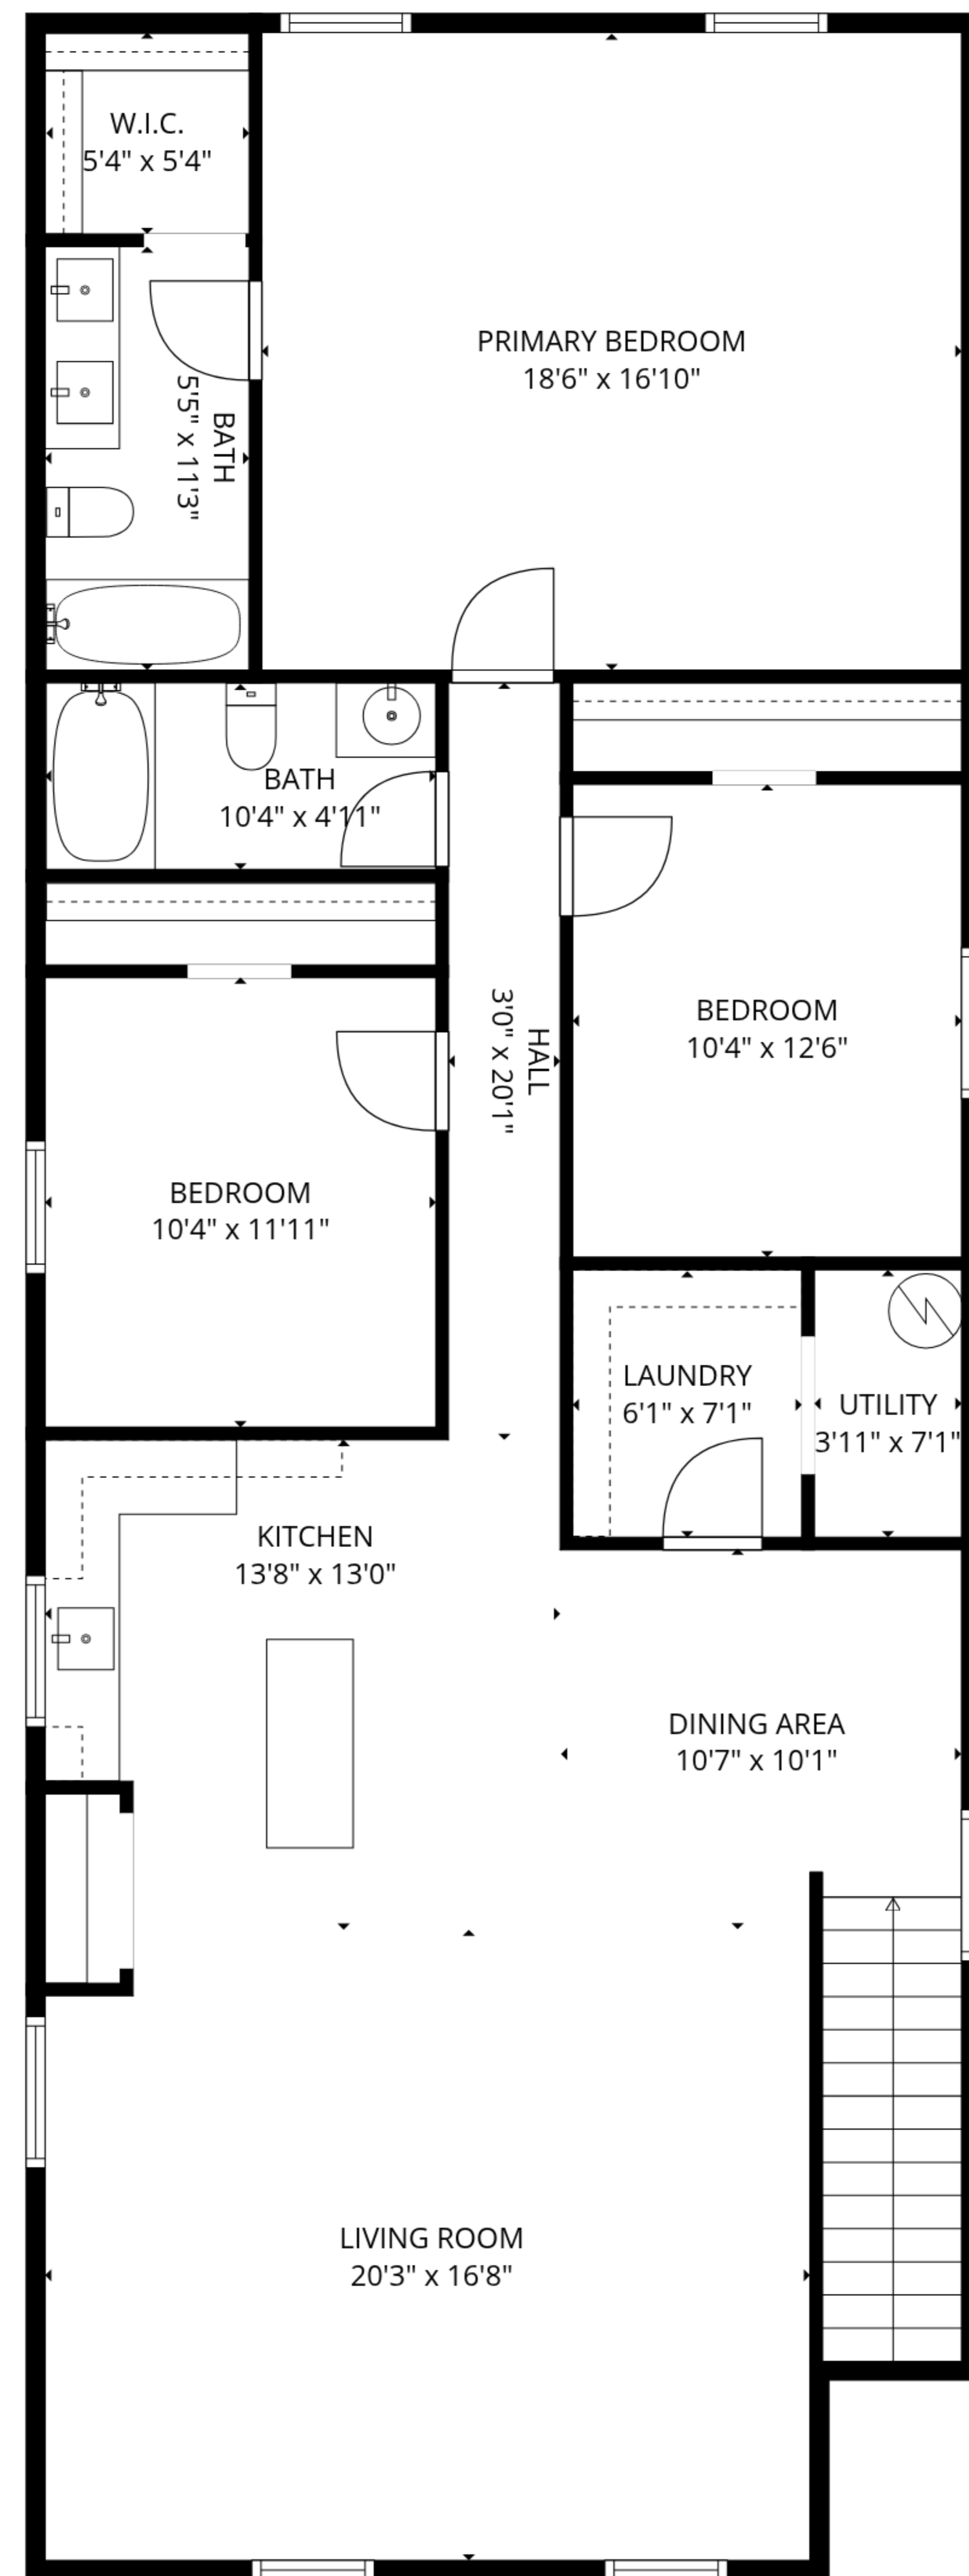 W.I.C.
5'4" x 5'4"
PRIMARY BEDROOM
18'6" x 16'10"
BATH
5'5" x 11'3"
BATH
10'4" x 4'11"
HALL
3'0" x 20'1"
BEDROOM
10'4" x 12'6"
BEDROOM
10'4" x 11'11"
LAUNDRY
6'1" x 7'1"
UTILITY
3'11" x 7'1"
KITCHEN
13'8" x 13'0"
DINING AREA
10'7" x 10'1"
LIVING ROOM
20'3" x 16'8"